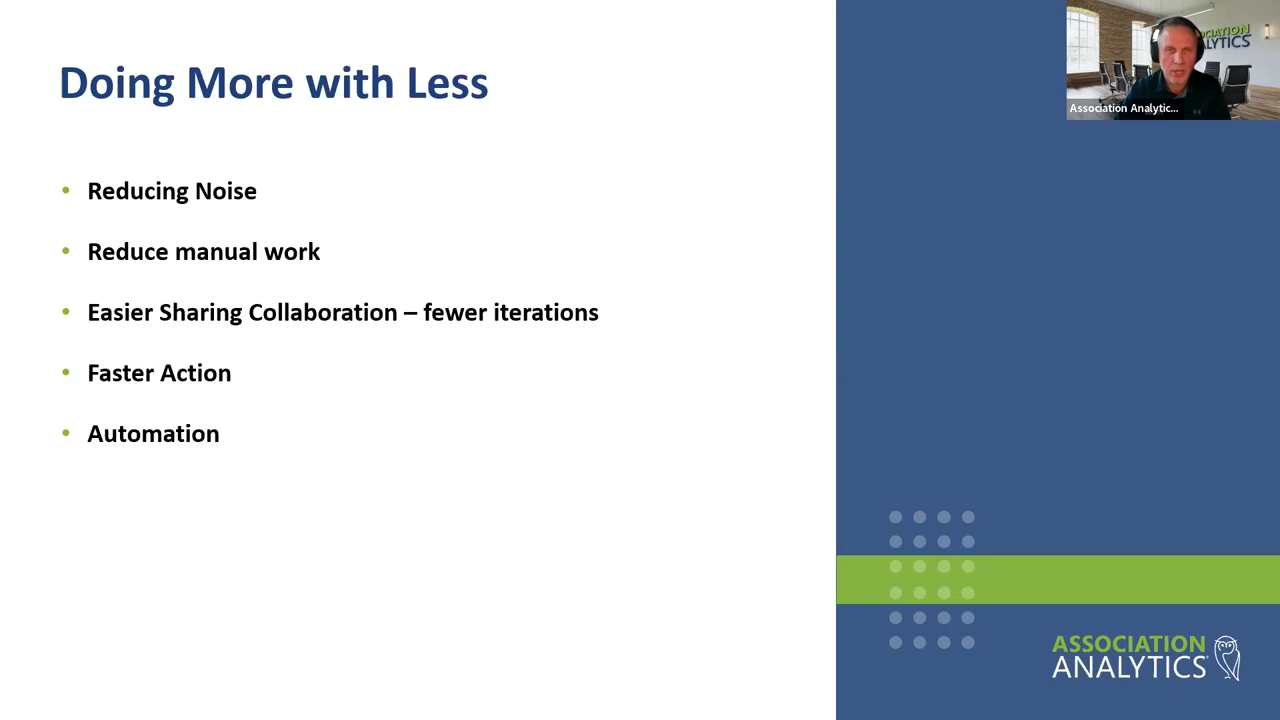 Doing More with Less
• Reducing Noise
• Reduce manual work
• Easier Sharing Collaboration – fewer iterations
• Faster Action
• Automation
Association Analytic...
ASSOCIATION
ANALYTICS